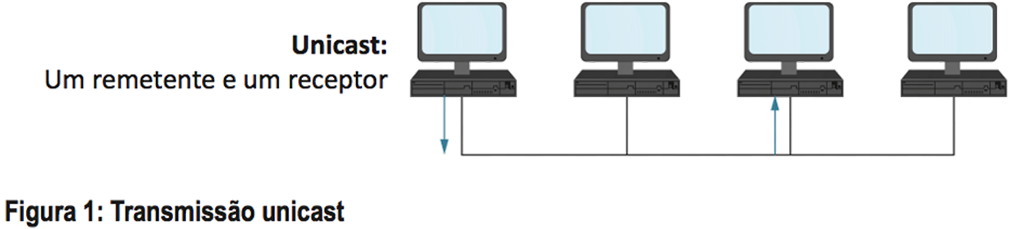 Unicast:
Um remetente e um receptor
Figura 1: Transmissão unicast